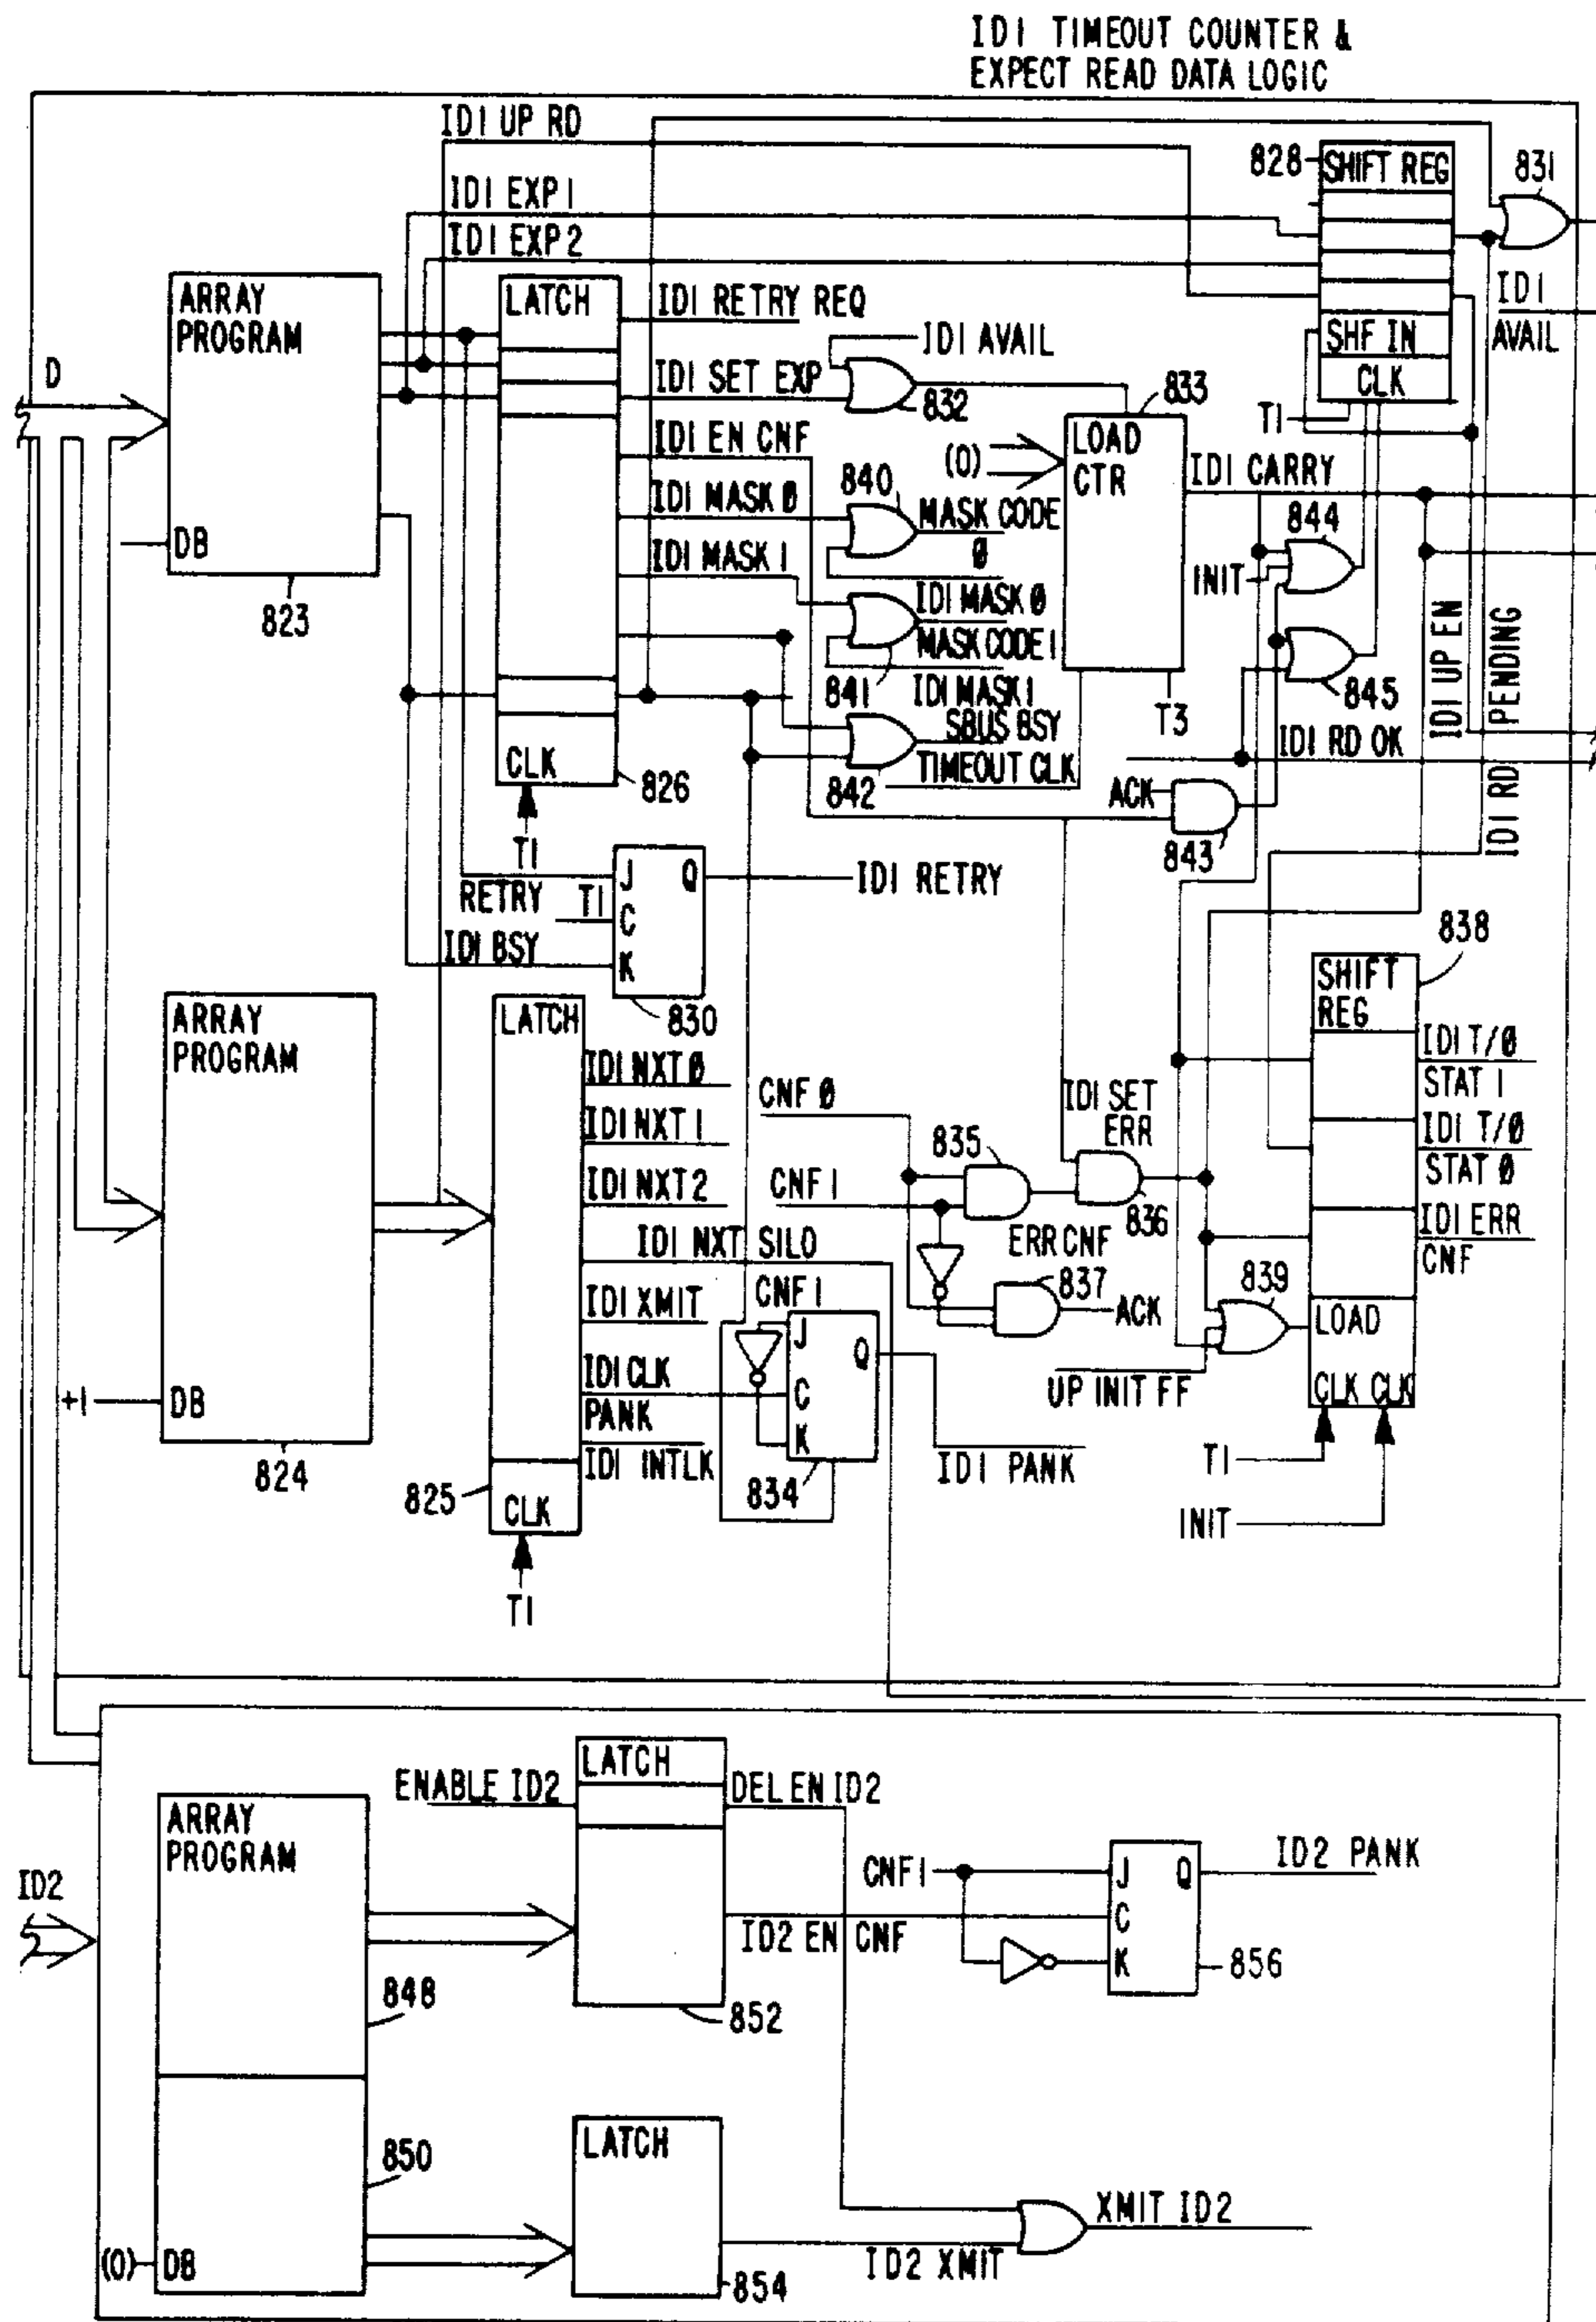 ID1 TIMEOUT COUNTER &
EXPECT READ DATA LOGIC
ID1 UP RD
ID1 EXP 1
ID1 EXP 2
828
SHIFT REG
831
ARRAY
PROGRAM
LATCH
ID1 RETRY REQ
ID1 AVAIL
ID1
AVAIL
SHF IN
CLK
T1
D
ID1 SET EXP
832
833
ID1 EN CNF
(0)
LOAD
CTR
ID1 CARRY
840
ID1 MASK 0
MASK CODE
0
844
DB
ID1 MASK 1
INIT
823
ID1 MASK 0
MASK CODE 1
841
ID1 MASK 1
845
T3
ID1 UP EN
ID1 RD PENDING
SBUS BSY
ID1 RD OK
CLK
826
TIMEOUT CLK
842
ACK
843
T1
J Q
ID1 RETRY
RETRY
T1
C
ID1 BSY
K
830
838
SHIFT
REG
ARRAY
PROGRAM
LATCH
ID1 NXT 0
CNF 0
ID1 SET
ERR
ID1 T/0
STAT 1
ID1 NXT 1
835
ID1 T/0
STAT 0
ID1 NXT 2
CNF 1
836
ID1 NXT SILO
ERR CNF
ID1 ERR
CNF
837
839
ID1 XMIT
CNF 1
ACK
LOAD
J
Q
ID1 CLK
PANK
C
K
UP INIT FF
CLK CLK
+1
DB
ID1 INTLK
ID1 PANK
T1
824
825
CLK
834
INIT
T1
LATCH
ENABLE ID2
DEL EN ID2
ARRAY
PROGRAM
ID2
CNF1
J Q
ID2 PANK
C
ID2 EN CNF
K
856
848
852
LATCH
850
XMIT ID2
(0)
DB
ID2 XMIT
854